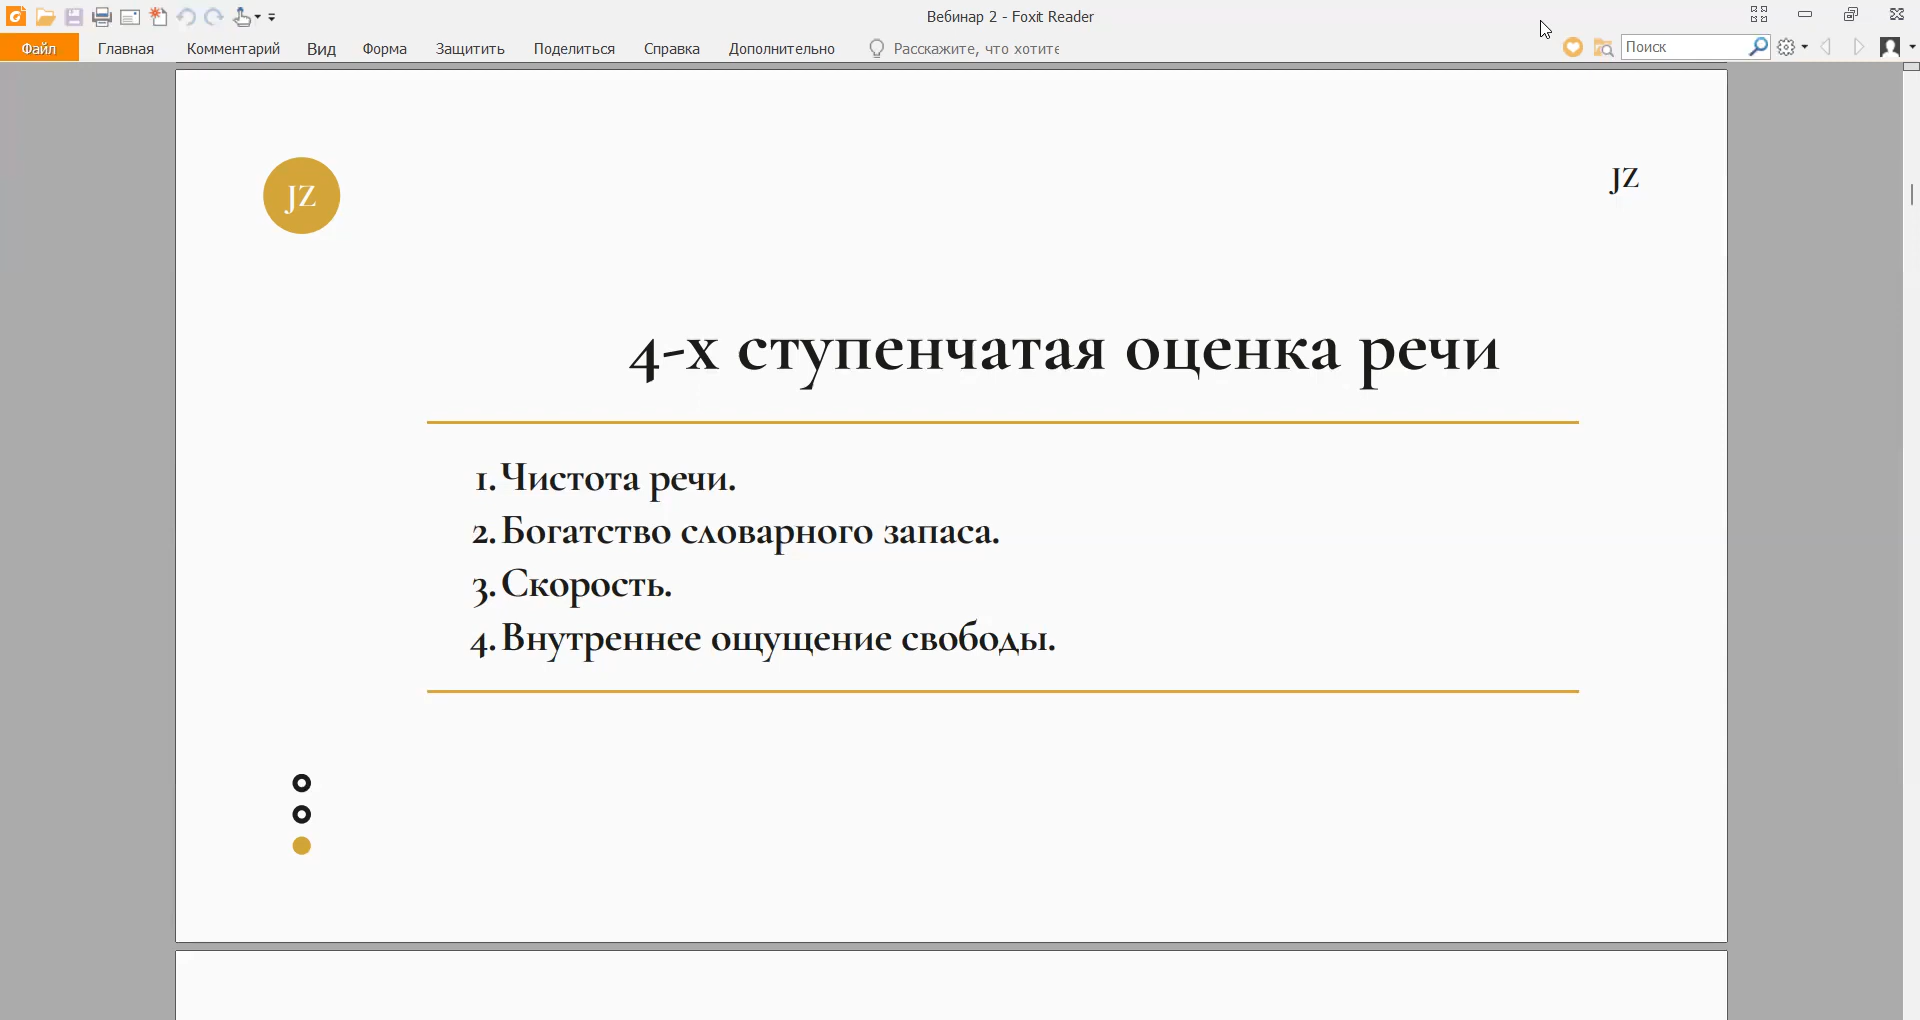 Вебинар 2 - Foxit Reader
Файл Главная Комментарий Вид Форма Защитить Поделиться Справка Дополнительно Расскажите, что хотите Поиск
JZ JZ
4-х ступенчатая оценка речи
1. Чистота речи.
2. Богатство словарного запаса.
3. Скорость.
4. Внутреннее ощущение свободы.